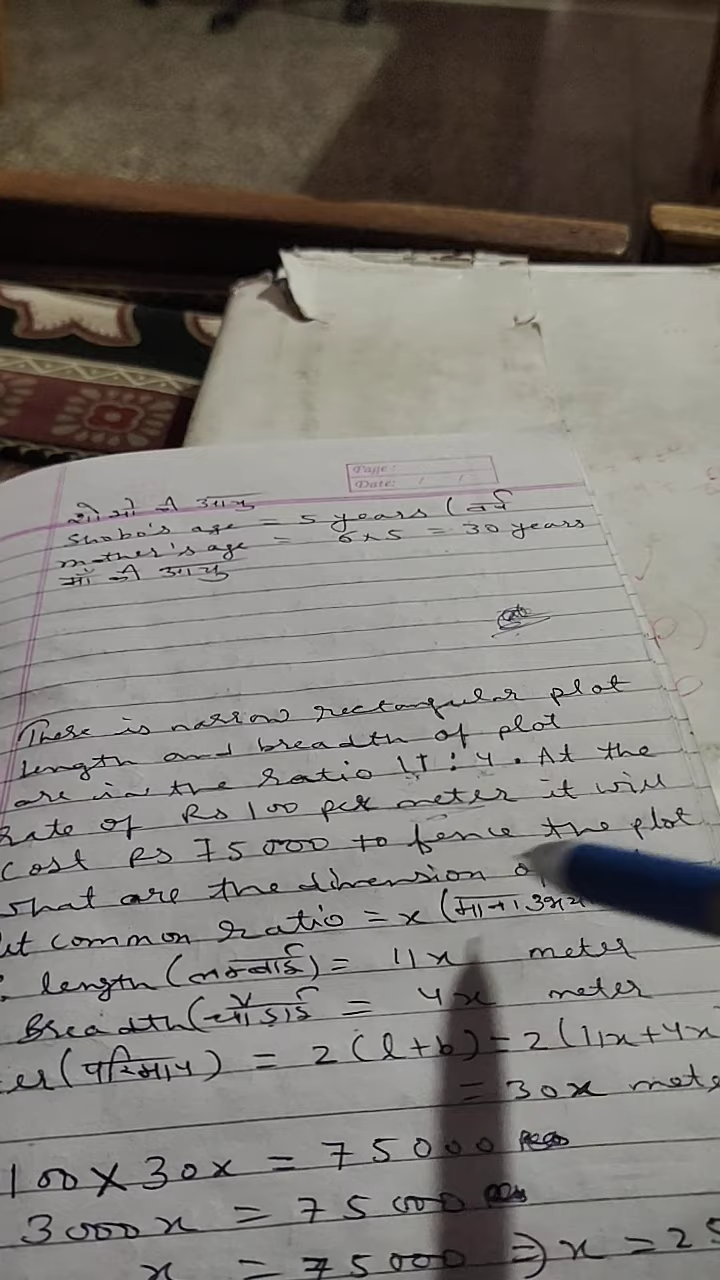 Page:
Date: / /
शोभो की आयु
Shobo's age = 5 years (वर्ष
mother's age = 6×5 = 30 years
माँ की आयु
There is narrow rectangular plot
length and breadth of plot
are in the ratio 11:4. At the
rate of Rs 100 per meter it will
cost Rs 75000 to fence the plot
what are the dimension
common ratio = x (माना
length (लम्बाई) = 11x meter
Breadth (चौड़ाई = 4x meter
(परिमाप) = 2(l+b) = 2(11x+4x
= 30x
100 × 30x = 75000
3000x = 75000
x = 75000 ⇒ x = 25